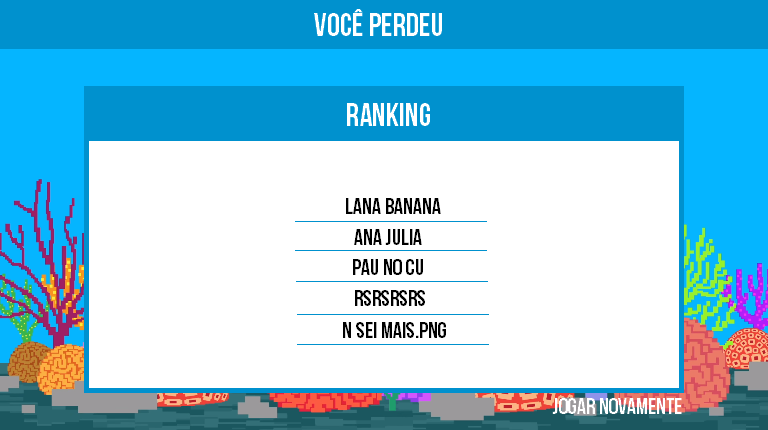 VOCÊ PERDEU
RANKING
LANA BANANA
ANA JULIA
PAU NO CU
RSRSRSRS
N SEI MAIS.PNG
JOGAR NOVAMENTE